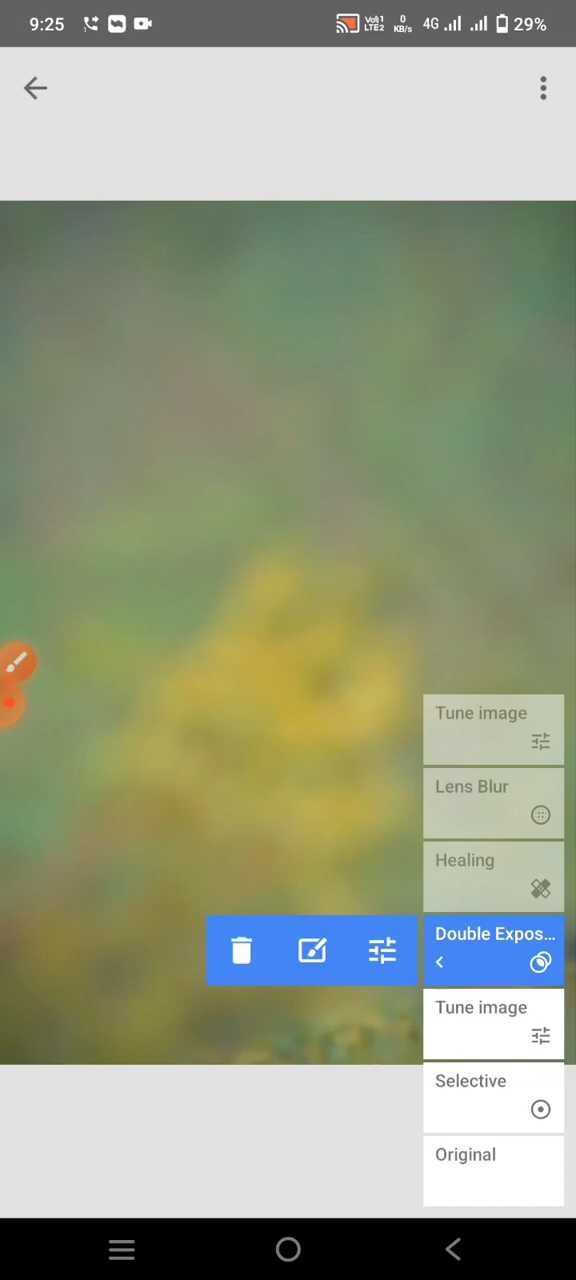 9:25
Vo) 1
LTE2
0
KB/s
4G
29%
Tune image
Lens Blur
Healing
Double Expos...
Tune image
Selective
Original